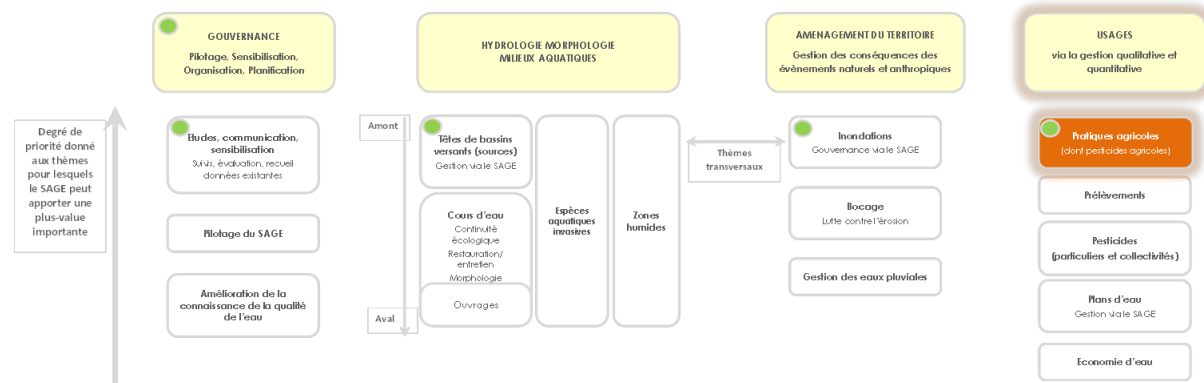 GOUVERNANCE
Pilotage, Sensibilisation,
Organisation, Planification
HYDROLOGIE MORPHOLOGIE
MILIEUX AQUATIQUES
AMENAGEMENT DU TERRITOIRE
Gestion des conséquences des
évènements naturels et anthropiques
USAGES
via la gestion qualitative et
quantitative
Degré de
priorité donné
aux thèmes
pour lesquels
le SAGE peut
apporter une
plus-value
importante
Etudes, communication,
sensibilisation
Suivis, évaluation, recueil
données existantes
Pilotage du SAGE
Amélioration de la
connaissance de la qualité
de l'eau
Amont
Aval
Têtes de bassins
versants (sources)
Gestion via le SAGE
Cours d'eau
Continuité
écologique
Restauration/
entretien
Morphologie
Ouvrages
Espèces
aquatiques
invasives
Zones
humides
Thèmes
transversaux
Inondations
Gouvernance via le SAGE
Bocage
Lutte contre l'érosion
Gestion des eaux pluviales
Pratiques agricoles
(dont pesticides agricoles)
Prélèvements
Pesticides
(particuliers et collectivités)
Plans d'eau
Gestion via le SAGE
Economie d'eau